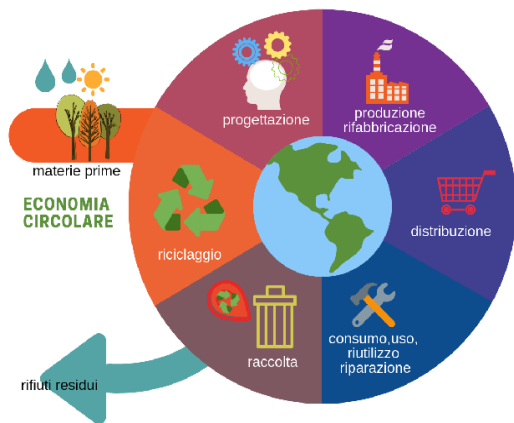 progettazione
produzione
rifabbricazione
materie prime
ECONOMIA
CIRCOLARE
distribuzione
riciclaggio
consumo,uso,
riutilizzo
riparazione
raccolta
rifiuti residui